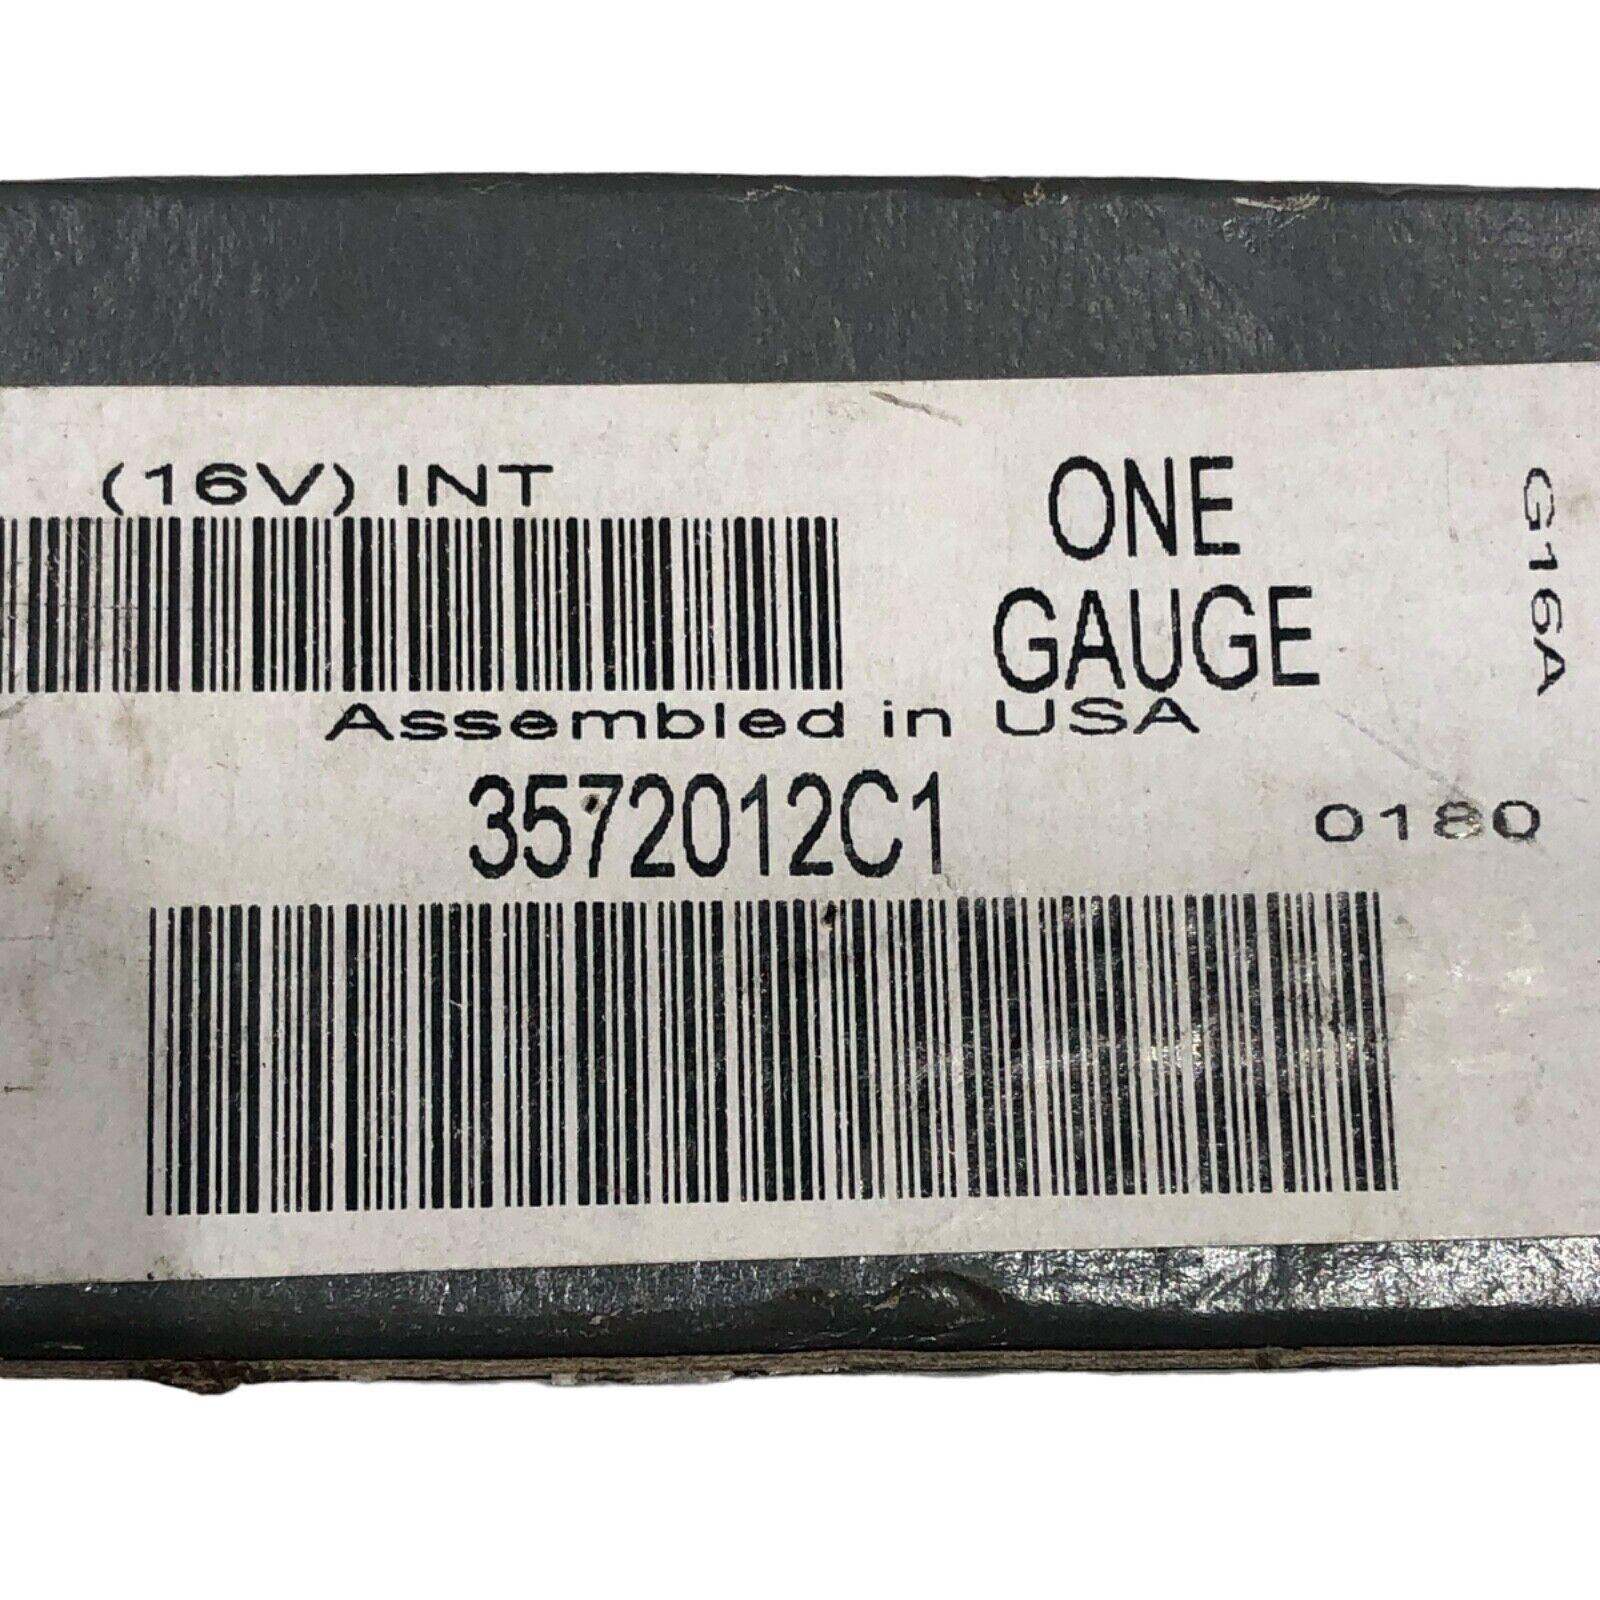 (16V) INT
ONE
GAUGE
G16A
Assembled in USA
3572012C1
0180